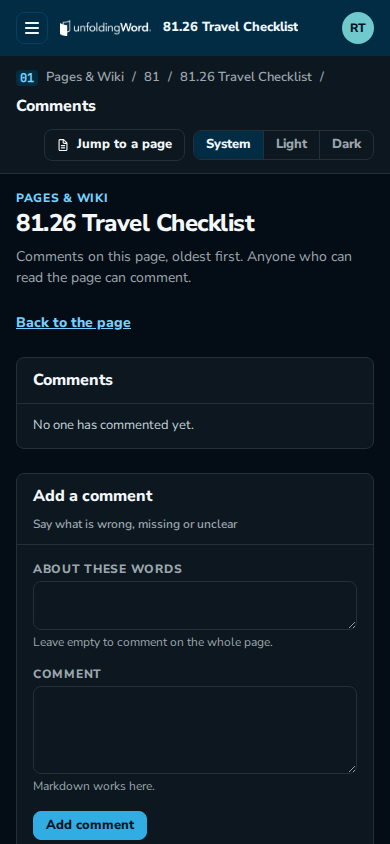 unfoldingWord. 81.26 Travel Checklist RT
01 Pages & Wiki / 81 / 81.26 Travel Checklist /
Comments
Jump to a page System Light Dark
PAGES & WIKI
81.26 Travel Checklist
Comments on this page, oldest first. Anyone who can
read the page can comment.
Back to the page
Comments
No one has commented yet.
Add a comment
Say what is wrong, missing or unclear
ABOUT THESE WORDS
Leave empty to comment on the whole page.
COMMENT
Markdown works here.
Add comment